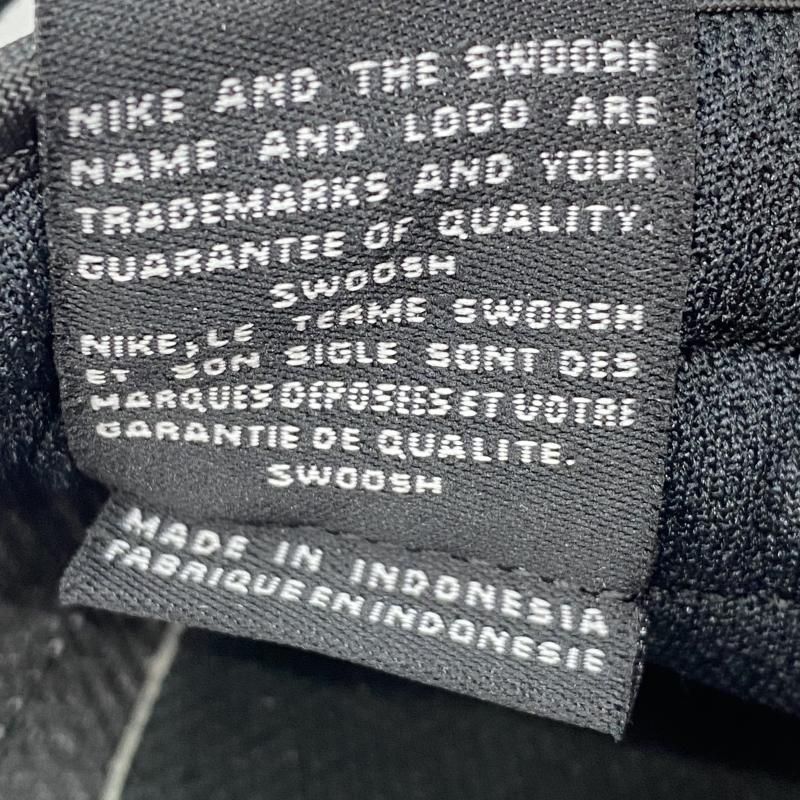 NIKE AND THE SWOOSH
NAME AND LOGO ARE
TRADEMARKS AND YOUR
GUARANTEE OF QUALITY.
SWOOSH
NIKE, LE TERME SWOOSH
ET SON SIGLE SONT DES
MARQUES DEPOSEES ET VOTRE
GARANTIE DE QUALITE.
SWOOSH
MADE IN INDONESIA
FABRIQUE EN INDONESIE